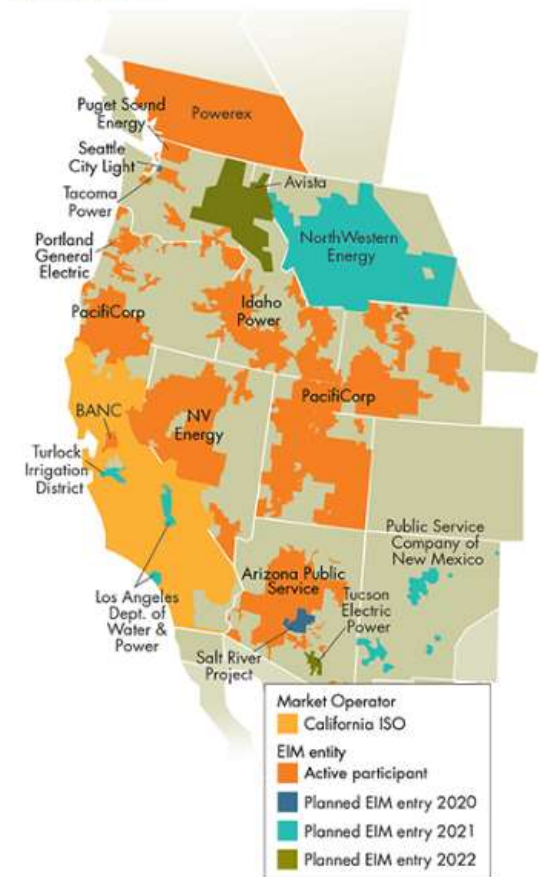 Powerex
Puget Sound
Energy
Seattle
City Light
Tacoma
Power
Avista
Portland
General
Electric
NorthWestern
Energy
PacifiCorp
Idaho
Power
PacifiCorp
BANC
NV
Energy
Turlock
Irrigation
District
Los Angeles
Dept. of
Water &
Power
Arizona Public
Service
Salt River
Project
Tucson
Electric
Power
Public Service
Company of
New Mexico
Market Operator
California ISO
EIM entity
Active participant
Planned EIM entry 2020
Planned EIM entry 2021
Planned EIM entry 2022